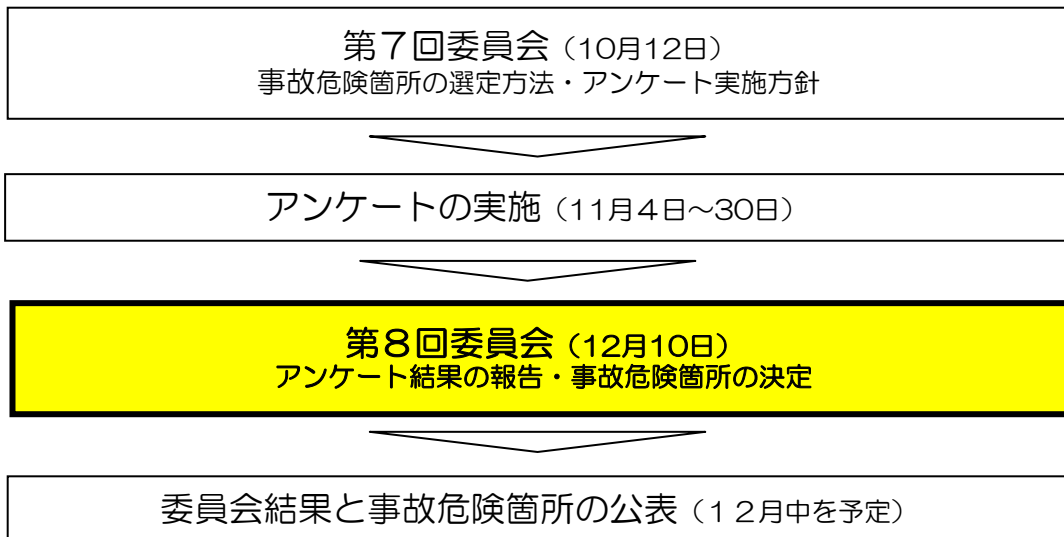 第７回委員会（10月12日）
事故危険箇所の選定方法・アンケート実施方針
アンケートの実施（11月４日～30日）
第８回委員会（12月10日）
アンケート結果の報告・事故危険箇所の決定
委員会結果と事故危険箇所の公表（１２月中を予定）